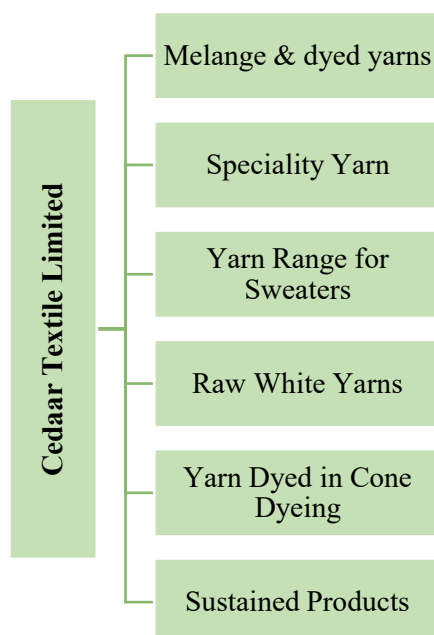 Cedaar Textile Limited
Melange & dyed yarns
Speciality Yarn
Yarn Range for
Sweaters
Raw White Yarns
Yarn Dyed in Cone
Dyeing
Sustained Products